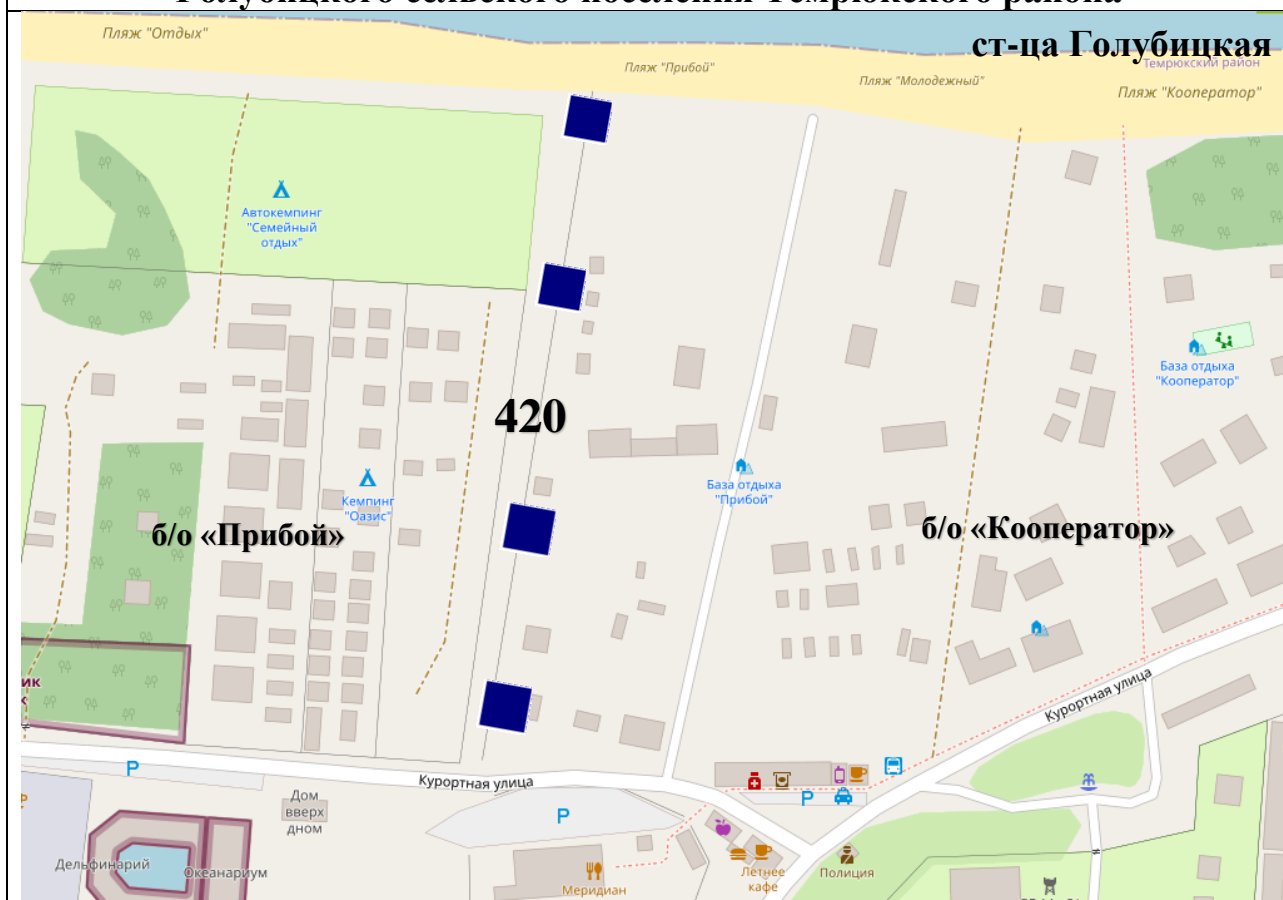 Голубицкого сельского поселения Темрюкского района
Пляж "Отдых"
ст-ца Голубицкая
Пляж "Прибой"
Темрюкский район
Пляж "Молодежный"
Пляж "Кооператор"
Автокемпинг
"Семейный
отдых"
База отдыха
"Кооператор"
420
Кемпинг
"Оазис"
База отдыха
"Прибой"
б/о «Прибой»
б/о «Кооператор»
ик
к
Курортная улица
Курортная улица
P
P
P
Дом
вверх
дном
Дельфинарий
Океанариум
Меридиан
Летнее
кафе
Полиция